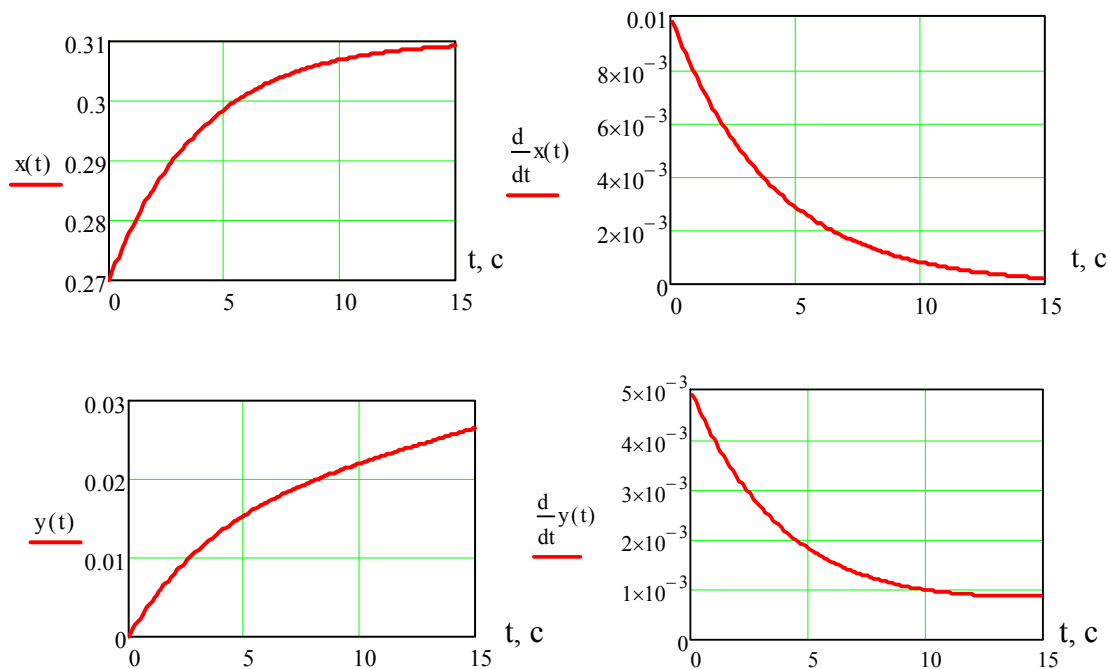 0.31
0.3
0.29
0.28
0.27
x(t)
0 5 10 15
t, c
0.01
8×10⁻³
6×10⁻³
4×10⁻³
2×10⁻³
0
d
dt
x(t)
0 5 10 15
t, c
0.03
0.02
0.01
0
y(t)
0 5 10 15
t, c
5×10⁻³
4×10⁻³
3×10⁻³
2×10⁻³
1×10⁻³
0
d
dt
y(t)
0 5 10 15
t, c